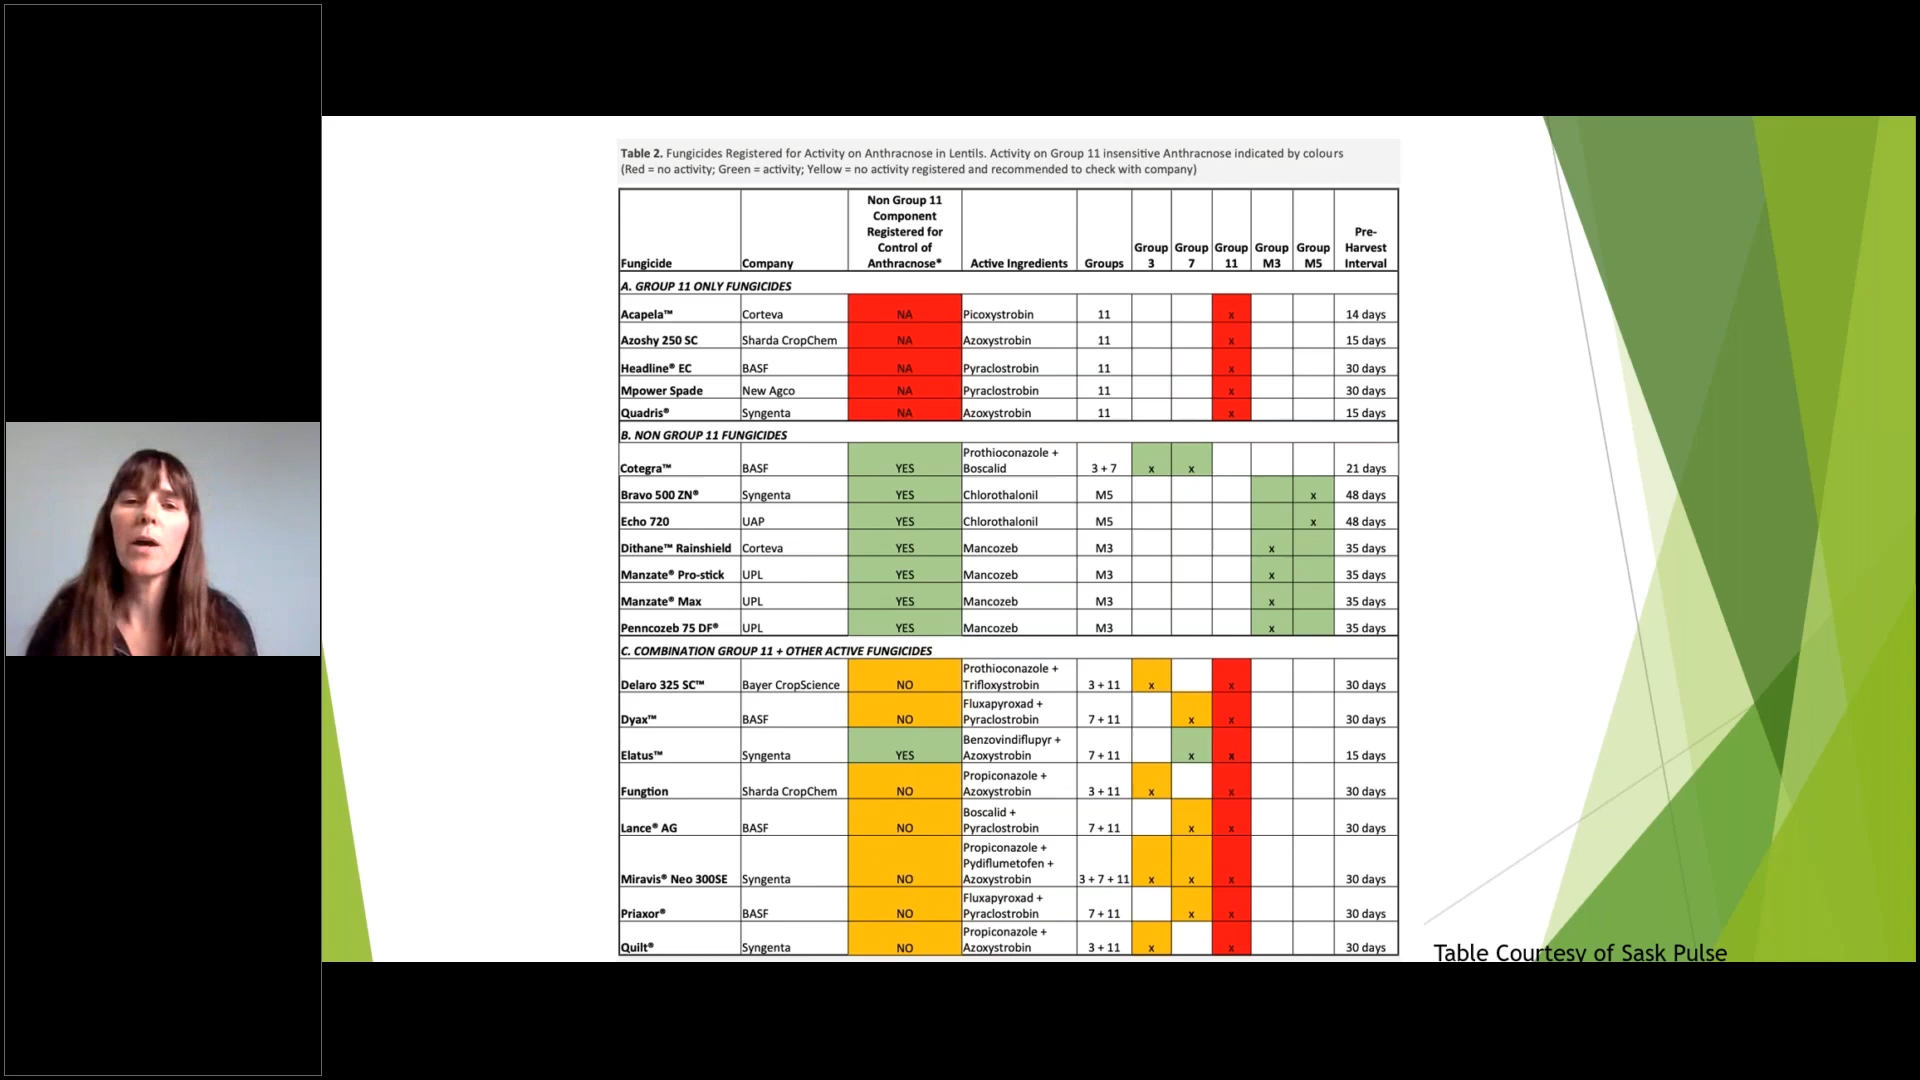 Table 2. Fungicides Registered for Activity on Anthracnose in Lentils. Activity on Group 11 insensitive Anthracnose indicated by colours
(Red = no activity; Green = activity; Yellow = no activity registered and recommended to check with company)
Fungicide Company Non Group 11 Component Registered for Control of Anthracnose* Active Ingredients Groups Group 3 Group 7 Group 11 Group M3 Group M5 Pre-Harvest Interval
A. GROUP 11 ONLY FUNGICIDES
Acapela™ Corteva NA Picoxystrobin 11 x 14 days
Azoshy 250 SC Sharda CropChem NA Azoxystrobin 11 x 15 days
Headline® EC BASF NA Pyraclostrobin 11 x 30 days
Mpower Spade New Agco NA Pyraclostrobin 11 x 30 days
Quadris® Syngenta NA Azoxystrobin 11 x 15 days
B. NON GROUP 11 FUNGICIDES
Cotegra™ BASF YES Prothioconazole + Boscalid 3 + 7 x x 21 days
Bravo 500 ZN® Syngenta YES Chlorothalonil M5 x 48 days
Echo 720 UAP YES Chlorothalonil M5 x 48 days
Dithane™ Rainshield Corteva YES Mancozeb M3 x 35 days
Manzate® Pro-stick UPL YES Mancozeb M3 x 35 days
Manzate® Max UPL YES Mancozeb M3 x 35 days
Penncozeb 75 DF® UPL YES Mancozeb M3 x 35 days
C. COMBINATION GROUP 11 + OTHER ACTIVE FUNGICIDES
Delaro 325 SC™ Bayer CropScience NO Prothioconazole + Trifloxystrobin 3 + 11 x x 30 days
Dyax™ BASF NO Fluxapyroxad + Pyraclostrobin 7 + 11 x x 30 days
Elatus™ Syngenta YES Benzovindiflupyr + Azoxystrobin 7 + 11 x x 15 days
Fungtion Sharda CropChem NO Propiconazole + Azoxystrobin 3 + 11 x x 30 days
Lance® AG BASF NO Boscalid + Pyraclostrobin 7 + 11 x x 30 days
Miravis® Neo 300SE Syngenta NO Propiconazole + Pydiflumetofen + Azoxystrobin 3 + 7 + 11 x x x 30 days
Priaxor® BASF NO Fluxapyroxad + Pyraclostrobin 7 + 11 x x 30 days
Quilt® Syngenta NO Propiconazole + Azoxystrobin 3 + 11 x x 30 days
Table Courtesy of Sask Pulse